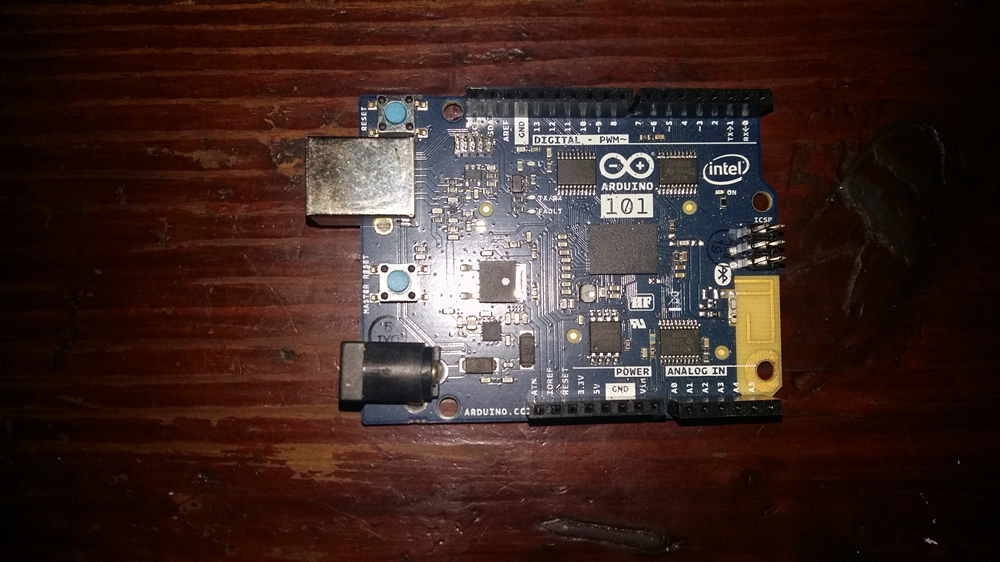 MASTER RESET
RESET
ARDUINO.CC
SDA
AREF
GND
13
12
~11
~10
~9
8
DIGITAL - PWM~
7
~6
~5
4
~3
2
TX→1
RX←0
ATN
IOREF
RESET
3.3V
5V
GND
Vin
POWER
A0
A1
A2
A3
A4
A5
ANALOG IN
ARDUINO
101
intel
ON
ICSP